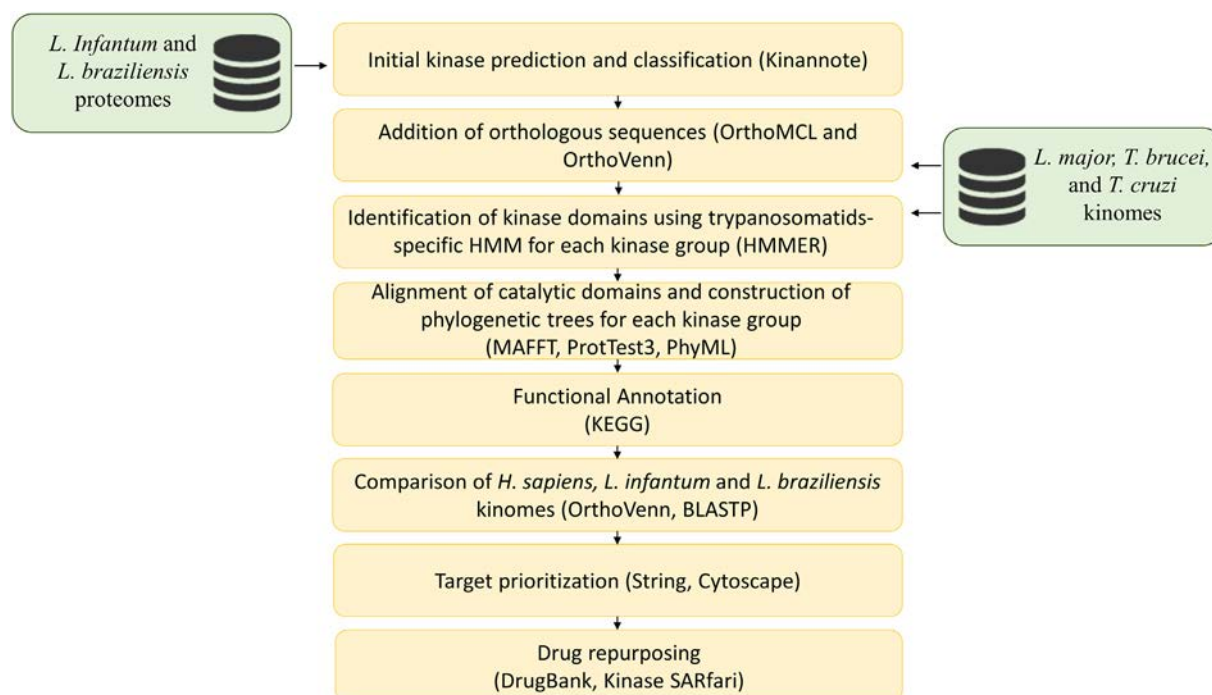 L. Infantum and
L. braziliensis
proteomes
Initial kinase prediction and classification (Kinannote)
Addition of orthologous sequences (OrthoMCL and
OrthoVenn)
L. major, T. brucei,
and T. cruzi
kinomes
Identification of kinase domains using trypanosomatids-
specific HMM for each kinase group (HMMER)
Alignment of catalytic domains and construction of
phylogenetic trees for each kinase group
(MAFFT, ProtTest3, PhyML)
Functional Annotation
(KEGG)
Comparison of H. sapiens, L. infantum and L. braziliensis
kinomes (OrthoVenn, BLASTP)
Target prioritization (String, Cytoscape)
Drug repurposing
(DrugBank, Kinase SARfari)